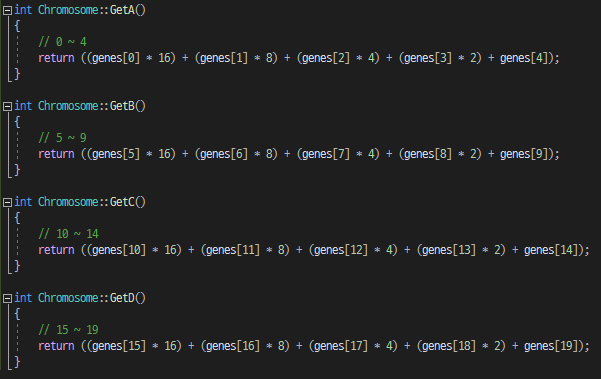 int Chromosome::GetA()
{
// 0 ~ 4
return ((genes[0] * 16) + (genes[1] * 8) + (genes[2] * 4) + (genes[3] * 2) + genes[4]);
}
int Chromosome::GetB()
{
// 5 ~ 9
return ((genes[5] * 16) + (genes[6] * 8) + (genes[7] * 4) + (genes[8] * 2) + genes[9]);
}
int Chromosome::GetC()
{
// 10 ~ 14
return ((genes[10] * 16) + (genes[11] * 8) + (genes[12] * 4) + (genes[13] * 2) + genes[14]);
}
int Chromosome::GetD()
{
// 15 ~ 19
return ((genes[15] * 16) + (genes[16] * 8) + (genes[17] * 4) + (genes[18] * 2) + genes[19]);
}